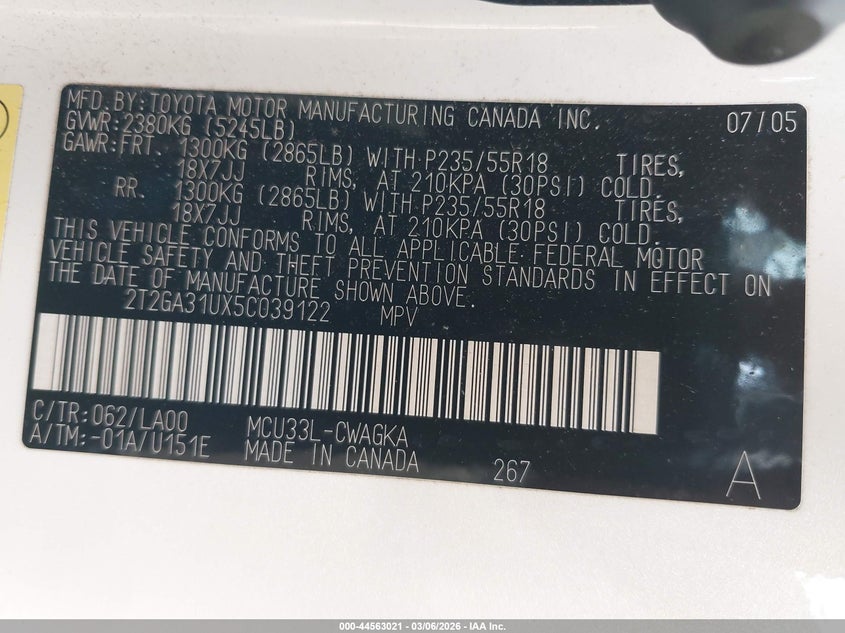 MFD.BY:TOYOTA MOTOR MANUFACTURING CANADA INC. 07/05
GVWR:2380KG (5245LB)
GAWR:FRT. 1300KG (2865LB) WITH P235/55R18 TIRES,
18X7JJ RIMS, AT 210KPA (30PSI) COLD.
RR. 1300KG (2865LB) WITH P235/55R18 TIRES,
18X7JJ RIMS, AT 210KPA (30PSI) COLD.
THIS VEHICLE CONFORMS TO ALL APPLICABLE FEDERAL MOTOR
VEHICLE SAFETY AND THEFT PREVENTION STANDARDS IN EFFECT ON
THE DATE OF MANUFACTURE SHOWN ABOVE.
2T2GA31UX5C039122 MPV
C/TR:062/LA00 MCU33L-CWAGKA
A/TM:-01A/U151E MADE IN CANADA 267 A
000-44563021 - 03/06/2026 - IAA Inc.